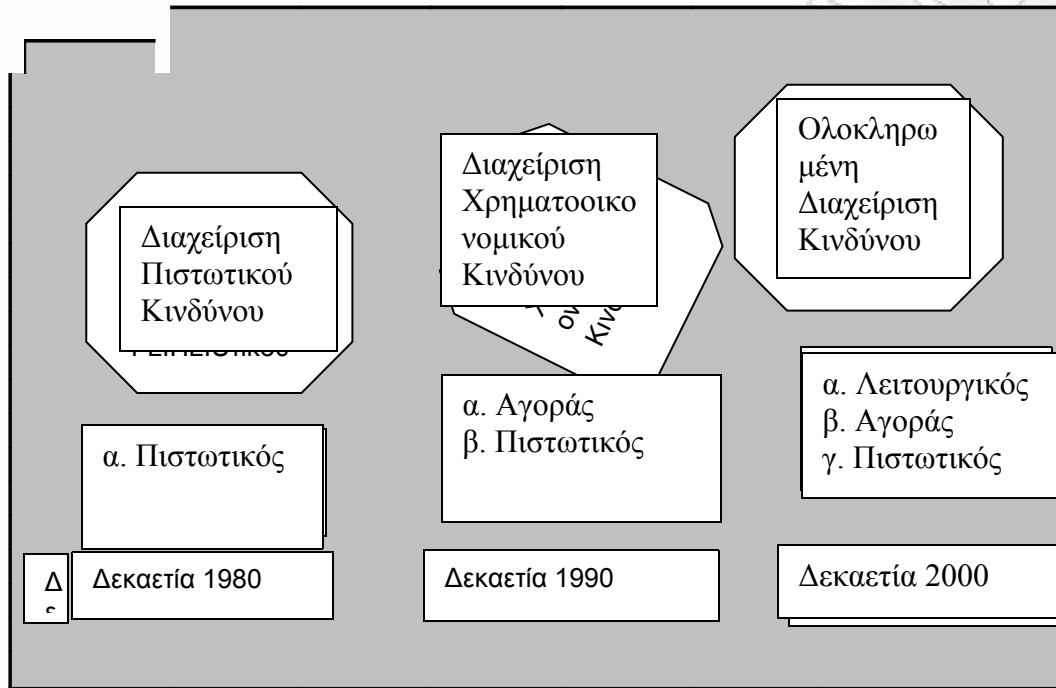 Διαχείριση
Πιστωτικού
Κινδύνου
α. Πιστωτικός
Δεκαετία 1980
Διαχείριση
Χρηματοοικο
νομικού
Κινδύνου
α. Αγοράς
β. Πιστωτικός
Δεκαετία 1990
Ολοκληρω
μένη
Διαχείριση
Κινδύνου
α. Λειτουργικός
β. Αγοράς
γ. Πιστωτικός
Δεκαετία 2000